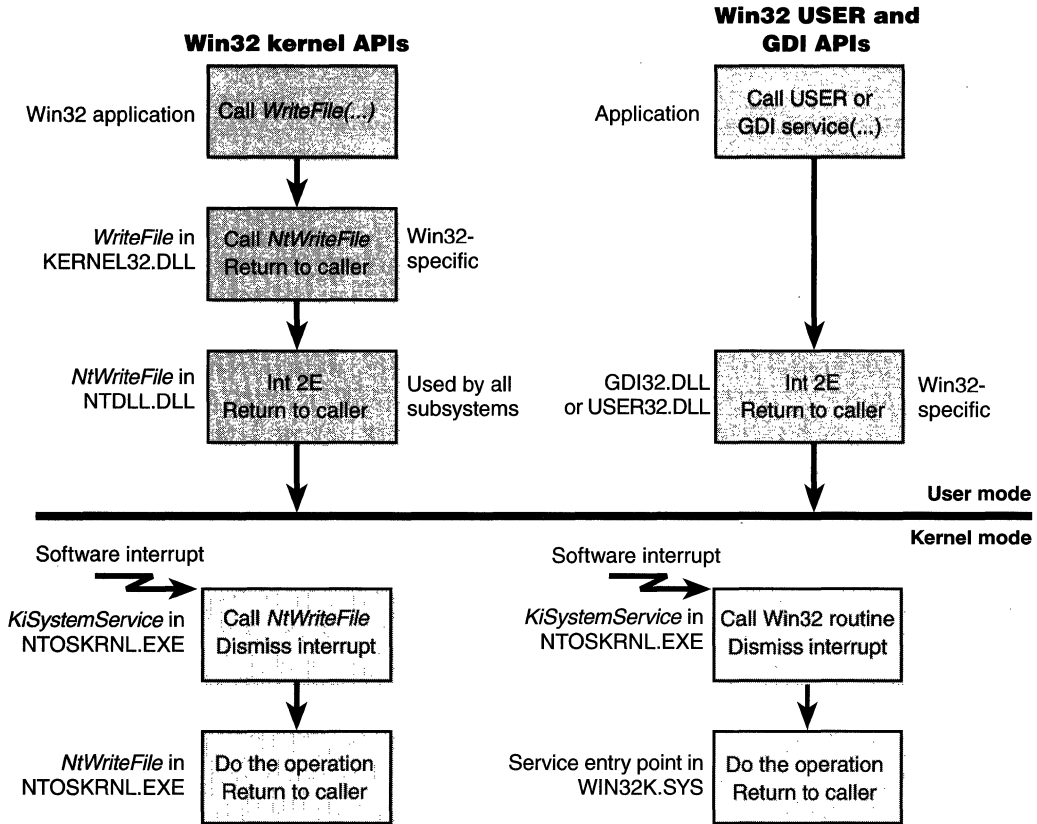 Win32 kernel APIs
Win32 application
Call WriteFile(...)
WriteFile in
KERNEL32.DLL
Call NtWriteFile
Return to caller
Win32-
specific
NtWriteFile in
NTDLL.DLL
Int 2E
Return to caller
Used by all
subsystems
Win32 USER and
GDI APIs
Application
Call USER or
GDI service(...)
GDI32.DLL
or USER32.DLL
Int 2E
Return to caller
Win32-
specific
User mode
Kernel mode
Software interrupt
KiSystemService in
NTOSKRNL.EXE
Call NtWriteFile
Dismiss interrupt
NtWriteFile in
NTOSKRNL.EXE
Do the operation
Return to caller
Software interrupt
KiSystemService in
NTOSKRNL.EXE
Call Win32 routine
Dismiss interrupt
Service entry point in
WIN32K.SYS
Do the operation
Return to caller